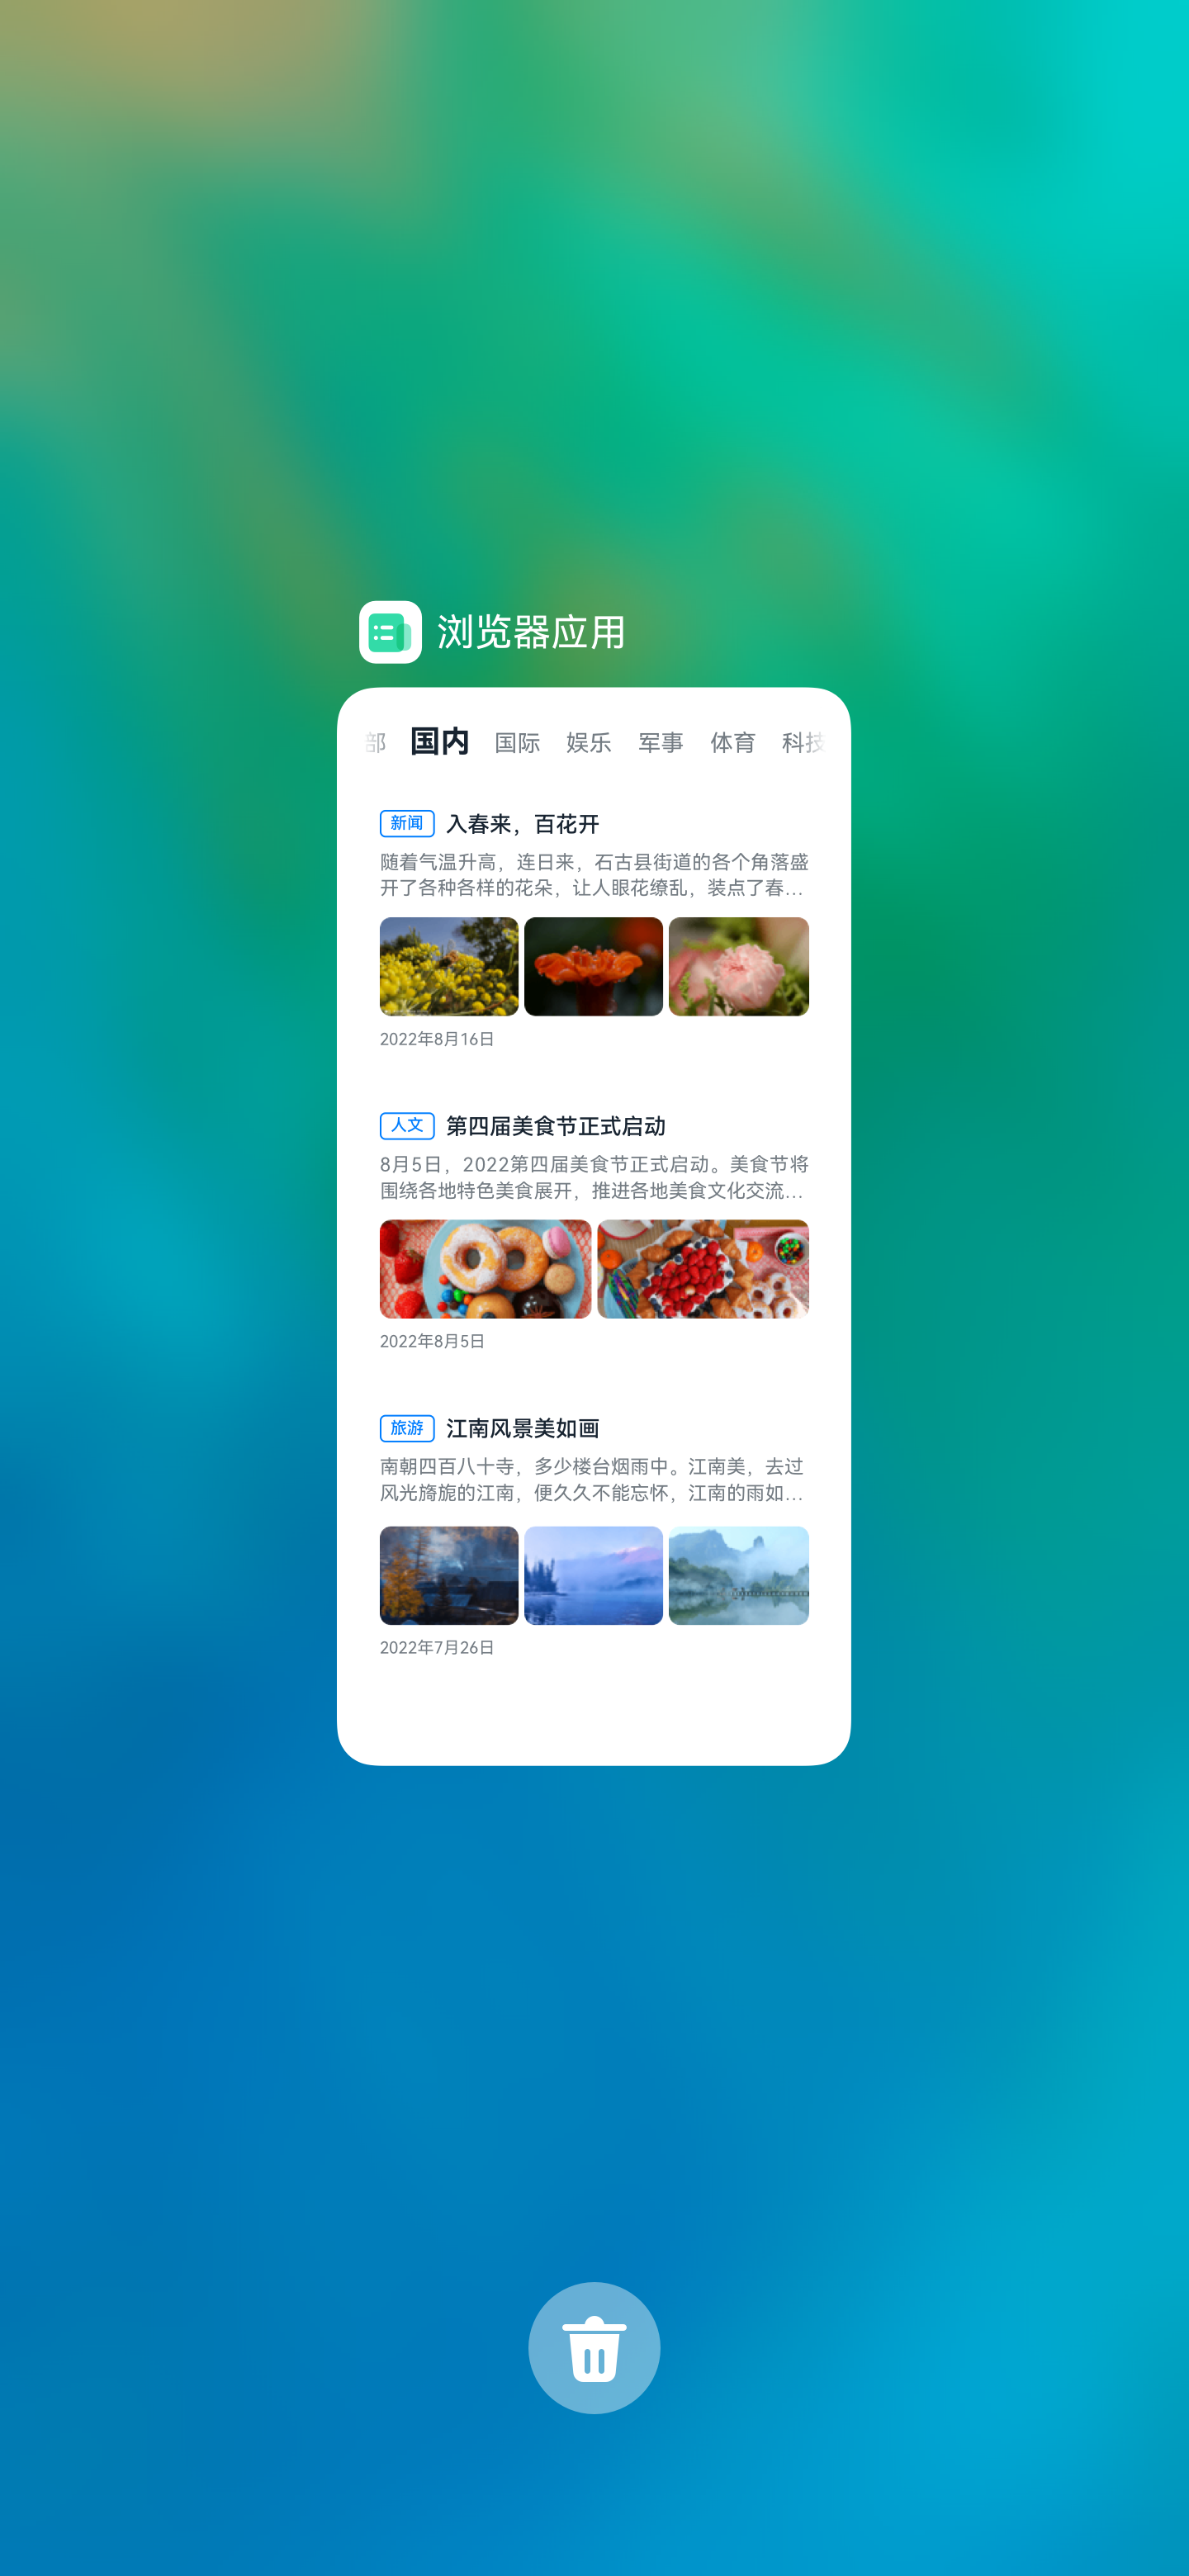 浏览器应用
部 国内 国际 娱乐 军事 体育 科技
新闻 入春来，百花开
随着气温升高，连日来，石古县街道的各个角落盛
开了各种各样的花朵，让人眼花缭乱，装点了春...
2022年8月16日
人文 第四届美食节正式启动
8月5日，2022第四届美食节正式启动。美食节将
围绕各地特色美食展开，推进各地美食文化交流...
2022年8月5日
旅游 江南风景美如画
南朝四百八十寺，多少楼台烟雨中。江南美，去过
风光旖旎的江南，便久久不能忘怀，江南的雨如...
2022年7月26日